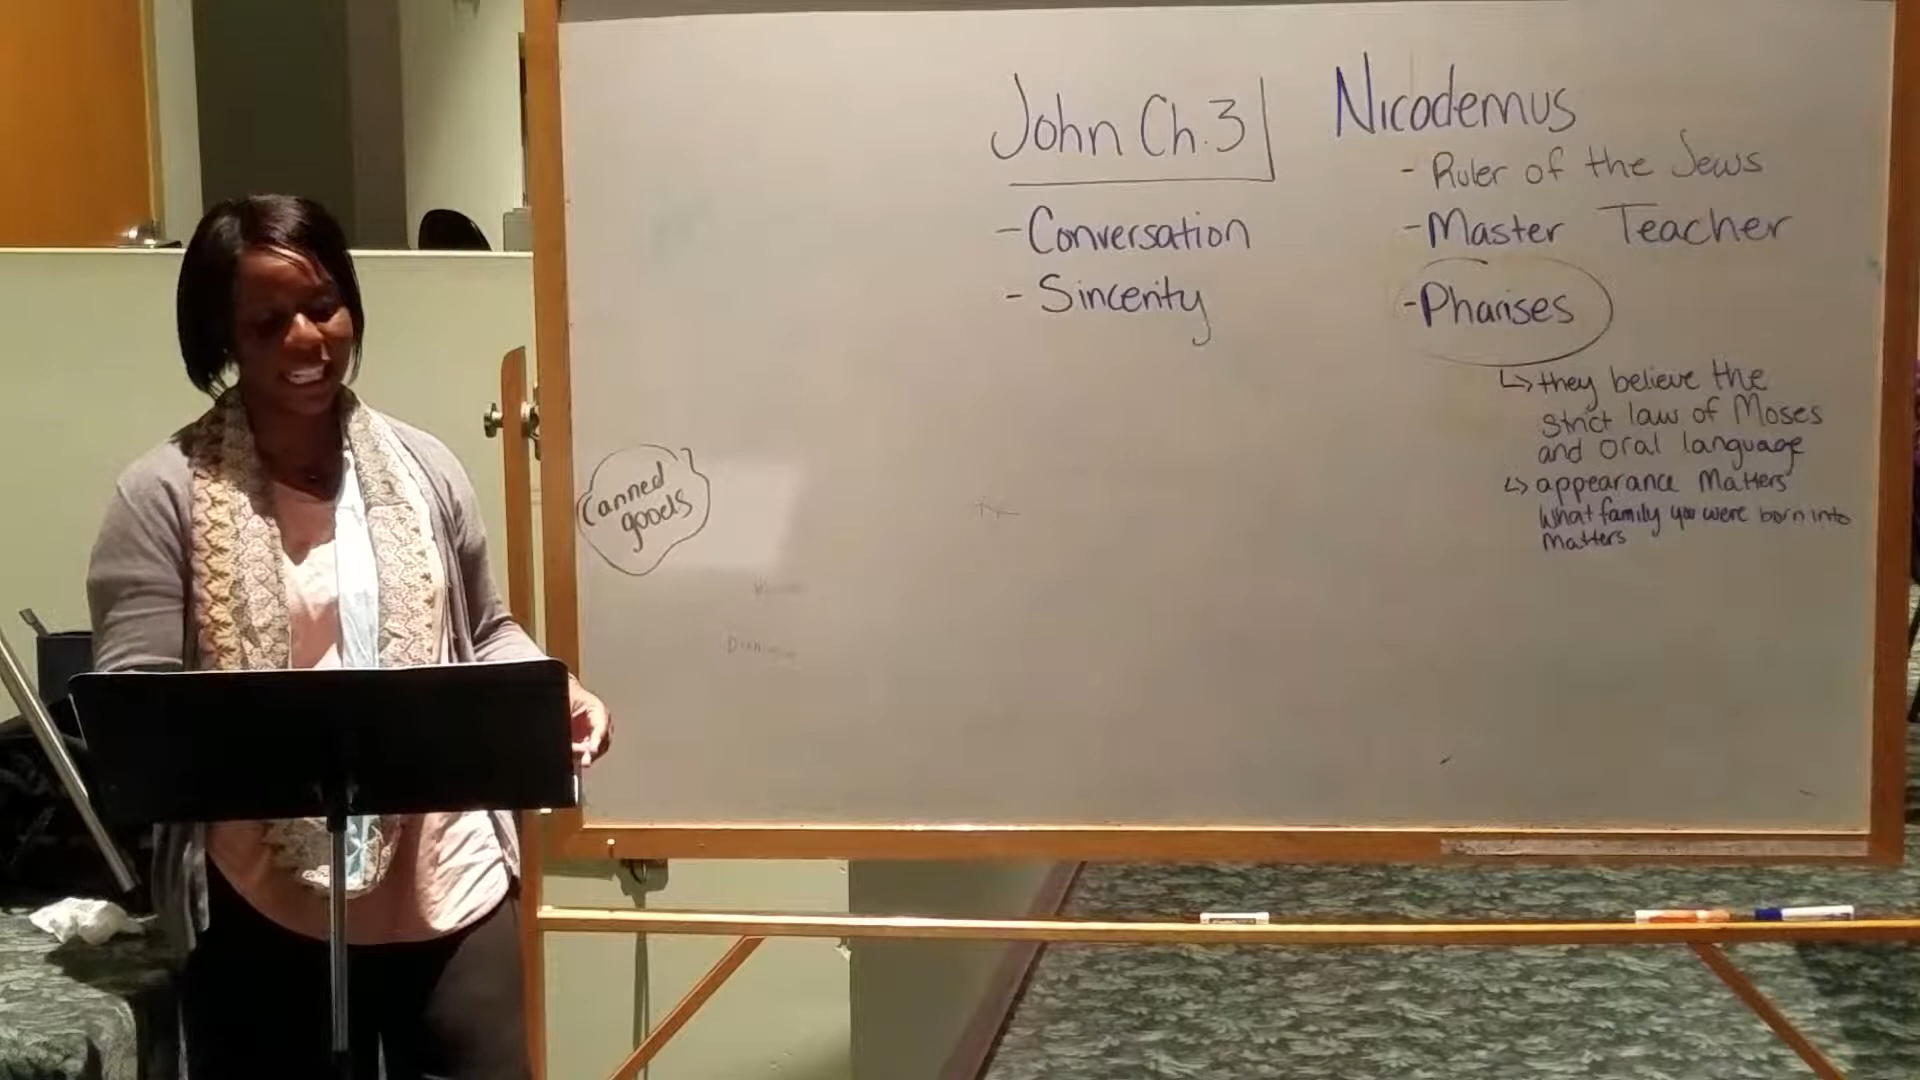 John Ch.3
- Conversation
- Sincerity
Nicodemus
- Ruler of the Jews
- Master Teacher
- Pharises
↳ they believe the
strict law of Moses
and oral language
↳ appearance Matters
What family you were born into
Matters
Canned
goods